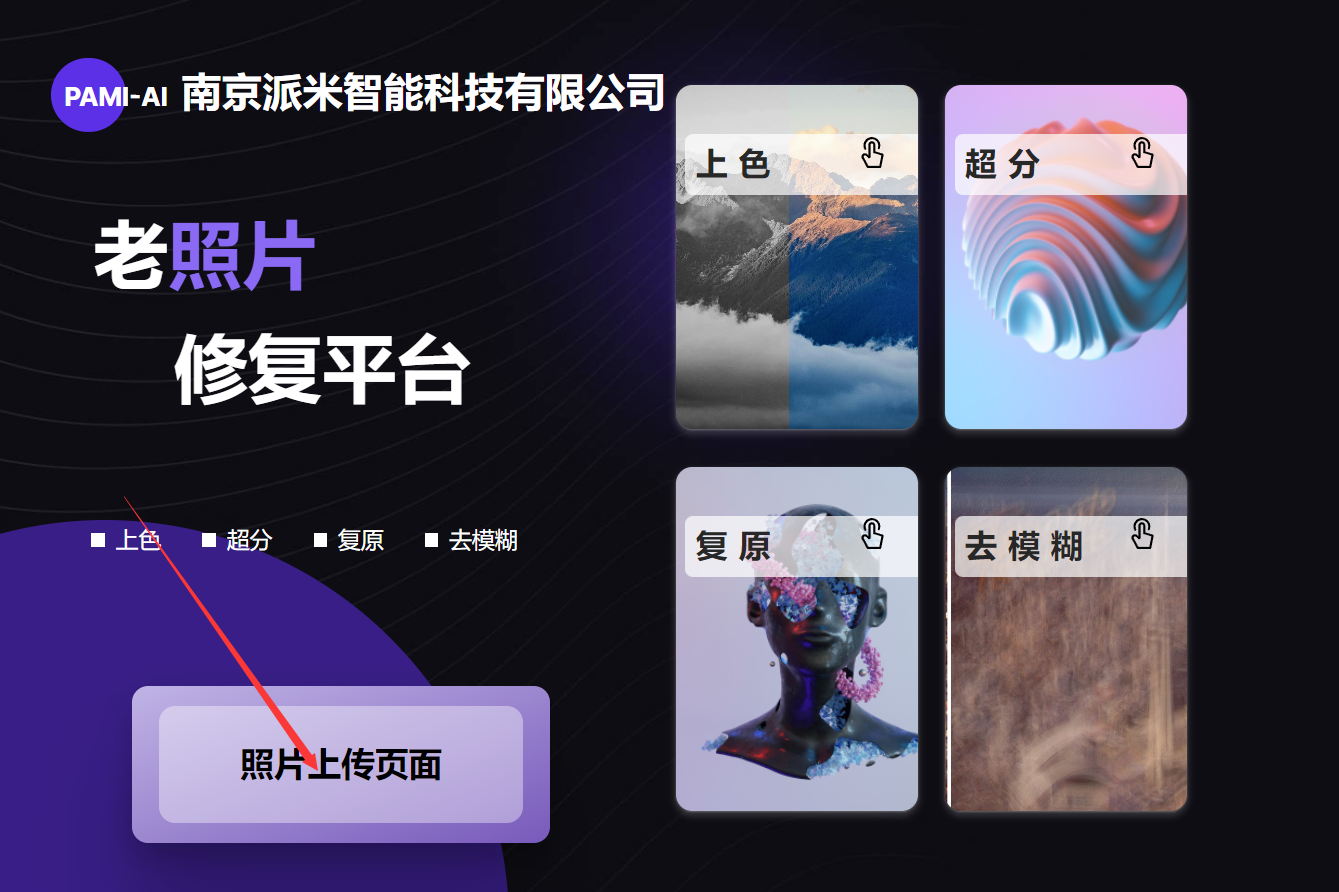 PAMI-AI 南京派米智能科技有限公司
老照片
修复平台
上色 超分 复原 去模糊
照片上传页面
上色
超分
复原
去模糊